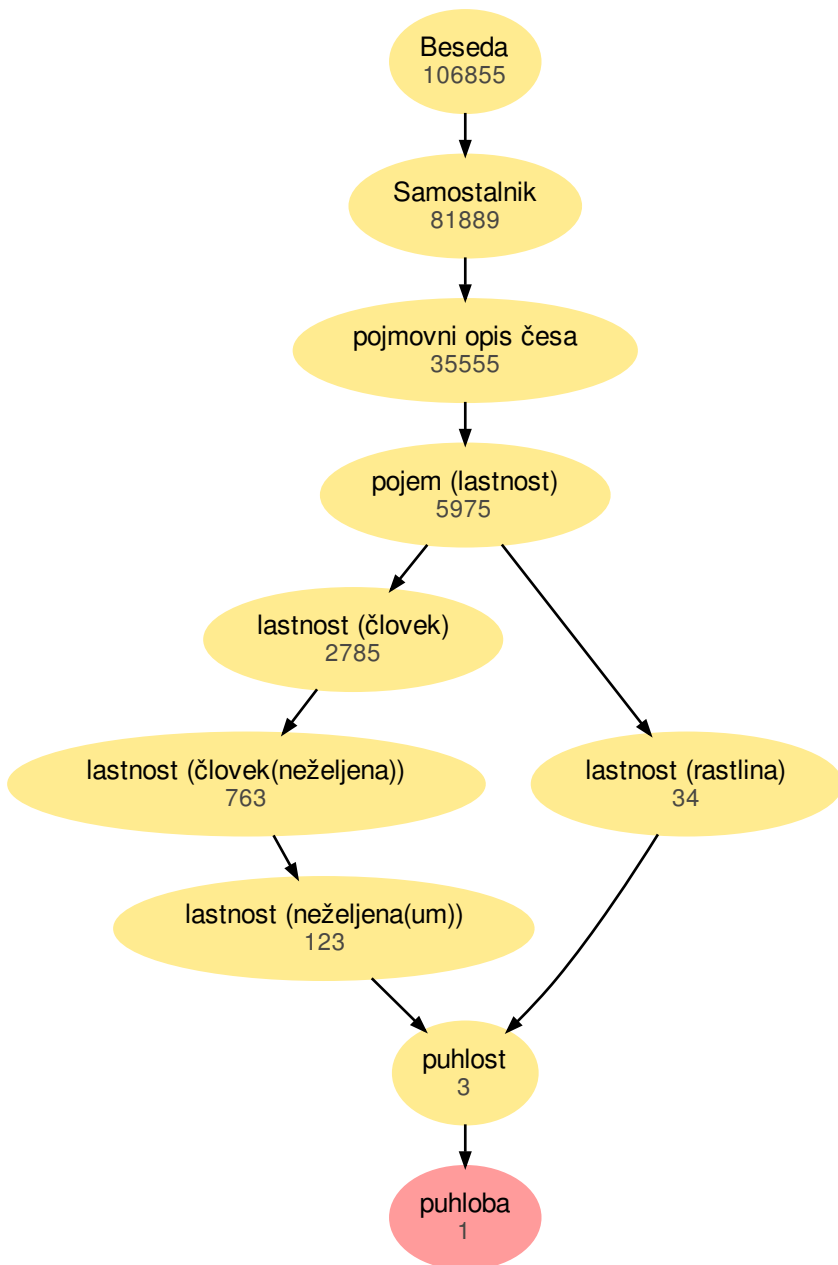 Beseda
106855
Samostalnik
81889
pojmovni opis česa
35555
pojem (lastnost)
5975
lastnost (človek)
2785
lastnost (človek(neželjena))
763
lastnost (rastlina)
34
lastnost (neželjena(um))
123
puhlost
3
puhloba
1